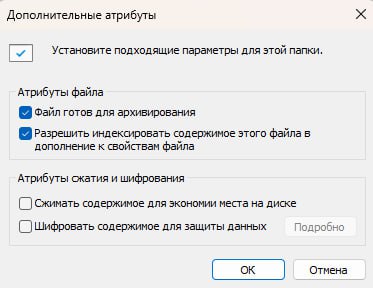 Дополнительные атрибуты
Установите подходящие параметры для этой папки.
Атрибуты файла
Файл готов для архивирования
Разрешить индексировать содержимое этого файла в
дополнение к свойствам файла
Атрибуты сжатия и шифрования
Сжимать содержимое для экономии места на диске
Шифровать содержимое для защиты данных
Подробно
ОК
Отмена